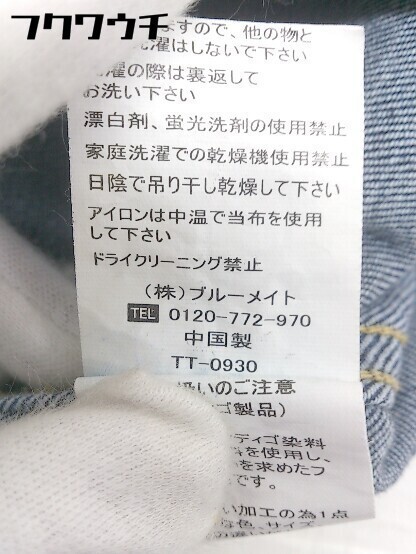 フクワウチ
ますので、他の物と
洗濯はしないで下さい
洗濯の際は裏返して
お洗い下さい
漂白剤、蛍光洗剤の使用禁止
家庭洗濯での乾燥機使用禁止
日陰で吊り干し乾燥して下さい
アイロンは中温で当布を使用
して下さい
ドライクリーニング禁止
(株)ブルーメイト
TEL 0120-772-970
中国製
TT-0930
扱いのご注意
ゴ製品)
ディゴ染料
を使用し、
を求めたフ
い加工の為1点
な色、サイズ